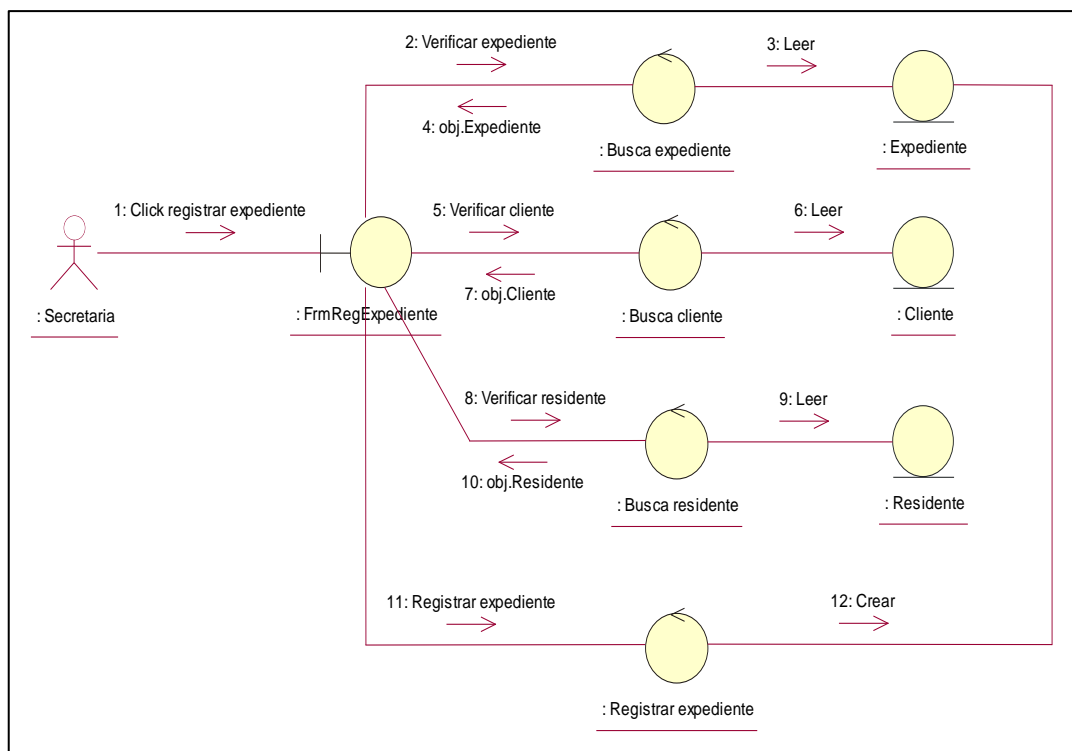 2: Verificar expediente
3: Leer
4: obj.Expediente
: Busca expediente
: Expediente
1: Click registrar expediente
5: Verificar cliente
6: Leer
7: obj.Cliente
: Secretaria
: FrmRegExpediente
: Busca cliente
: Cliente
8: Verificar residente
9: Leer
10: obj.Residente
: Busca residente
: Residente
11: Registrar expediente
12: Crear
: Registrar expediente